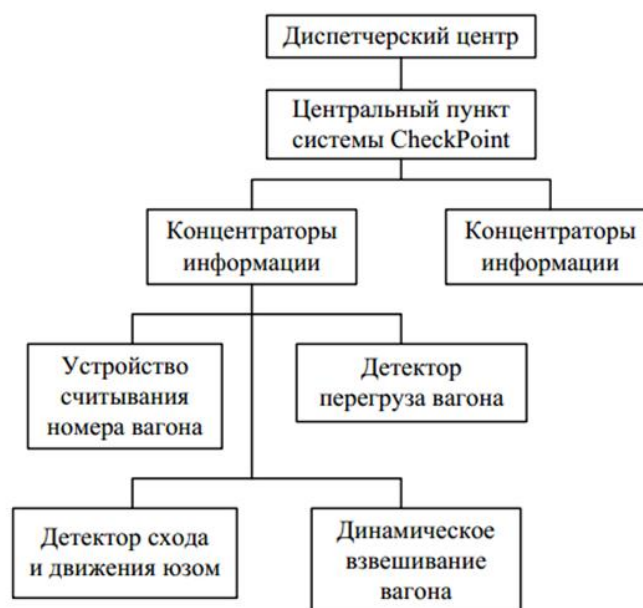 Диспетчерский центр
Центральный пункт
системы CheckPoint
Концентраторы
информации
Концентраторы
информации
Устройство
считывания
номера вагона
Детектор
перегруза вагона
Детектор схода
и движения юзом
Динамическое
взвешивание
вагона